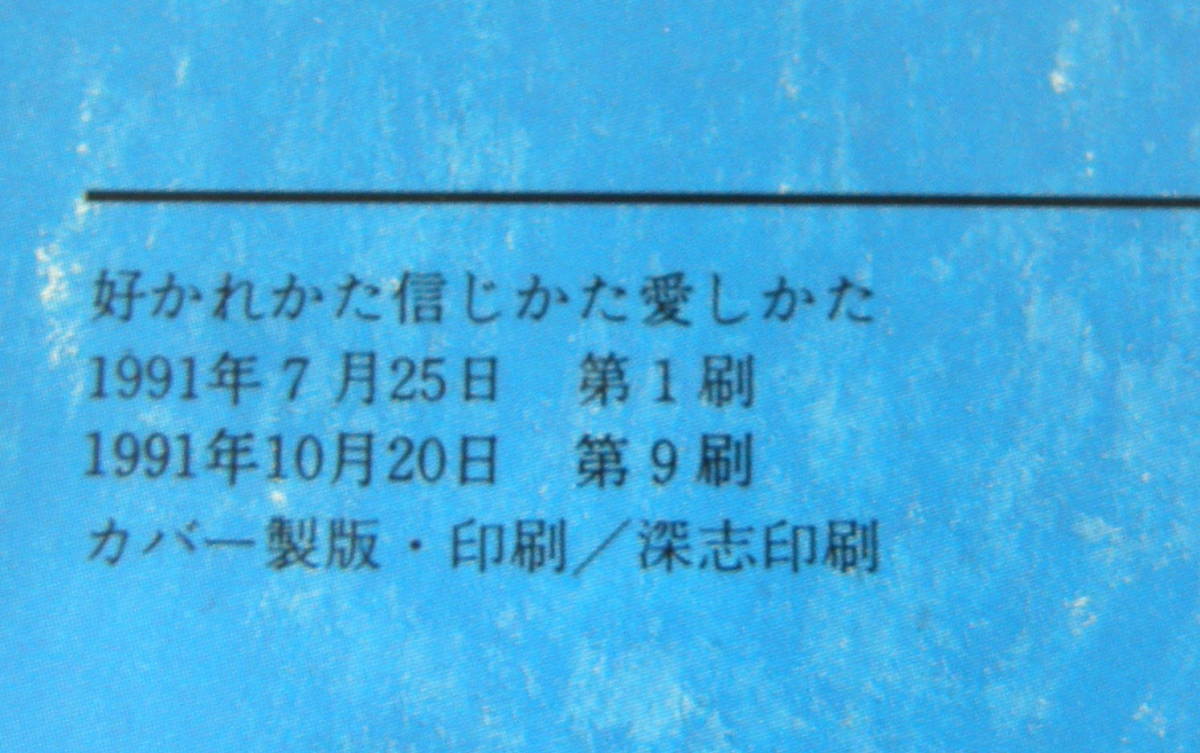 好かれかた信じかた愛しかた
1991年7月25日　第1刷
1991年10月20日　第9刷
カバー製版・印刷／深志印刷